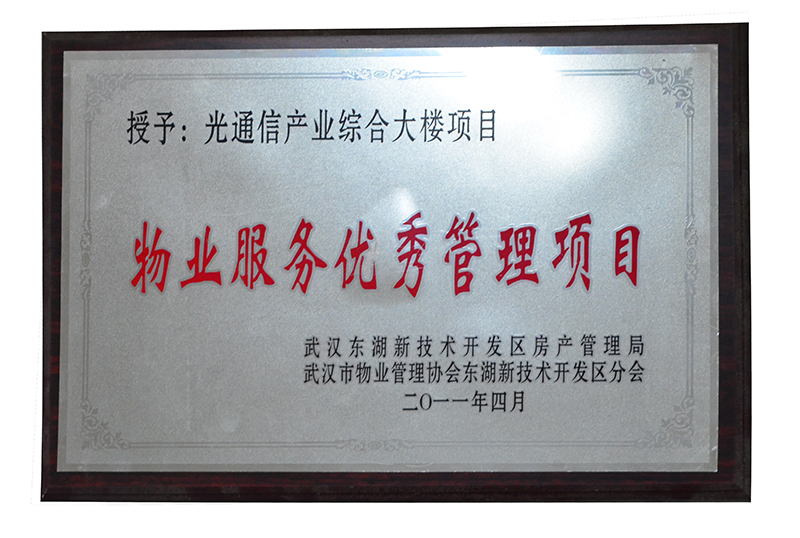 授予：光通信产业综合大楼项目
物业服务优秀管理项目
武汉东湖新技术开发区房产管理局
武汉市物业管理协会东湖新技术开发区分会
二〇一一年四月